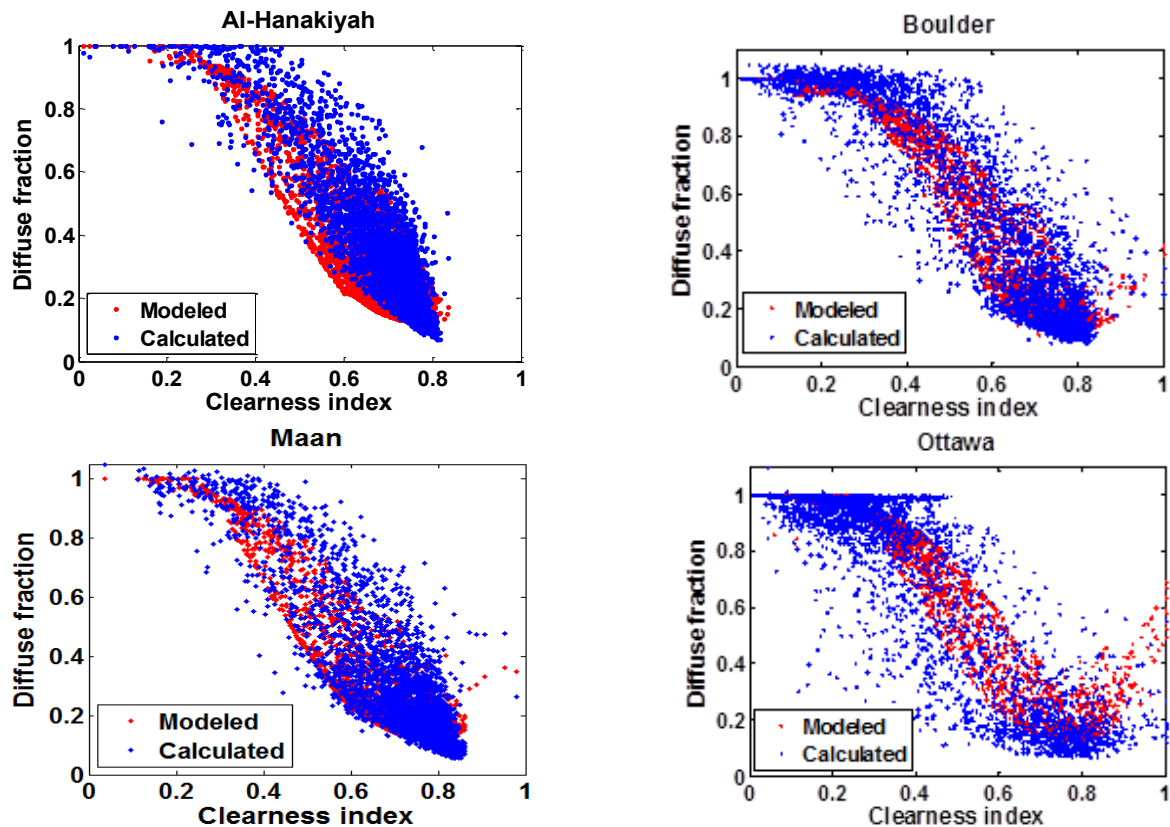 Al-Hanakiyah
Diffuse fraction
1
0.8
0.6
0.4
0.2
0
Modeled
Calculated
0 0.2 0.4 0.6 0.8 1
Clearness index
Boulder
Diffuse fraction
1
0.8
0.6
0.4
0.2
0
Modeled
Calculated
0 0.2 0.4 0.6 0.8 1
Clearness index
Maan
Diffuse fraction
1
0.8
0.6
0.4
0.2
0
Modeled
Calculated
0 0.2 0.4 0.6 0.8 1
Clearness index
Ottawa
Diffuse fraction
1
0.8
0.6
0.4
0.2
0
Modeled
Calculated
0 0.2 0.4 0.6 0.8 1
Clearness index